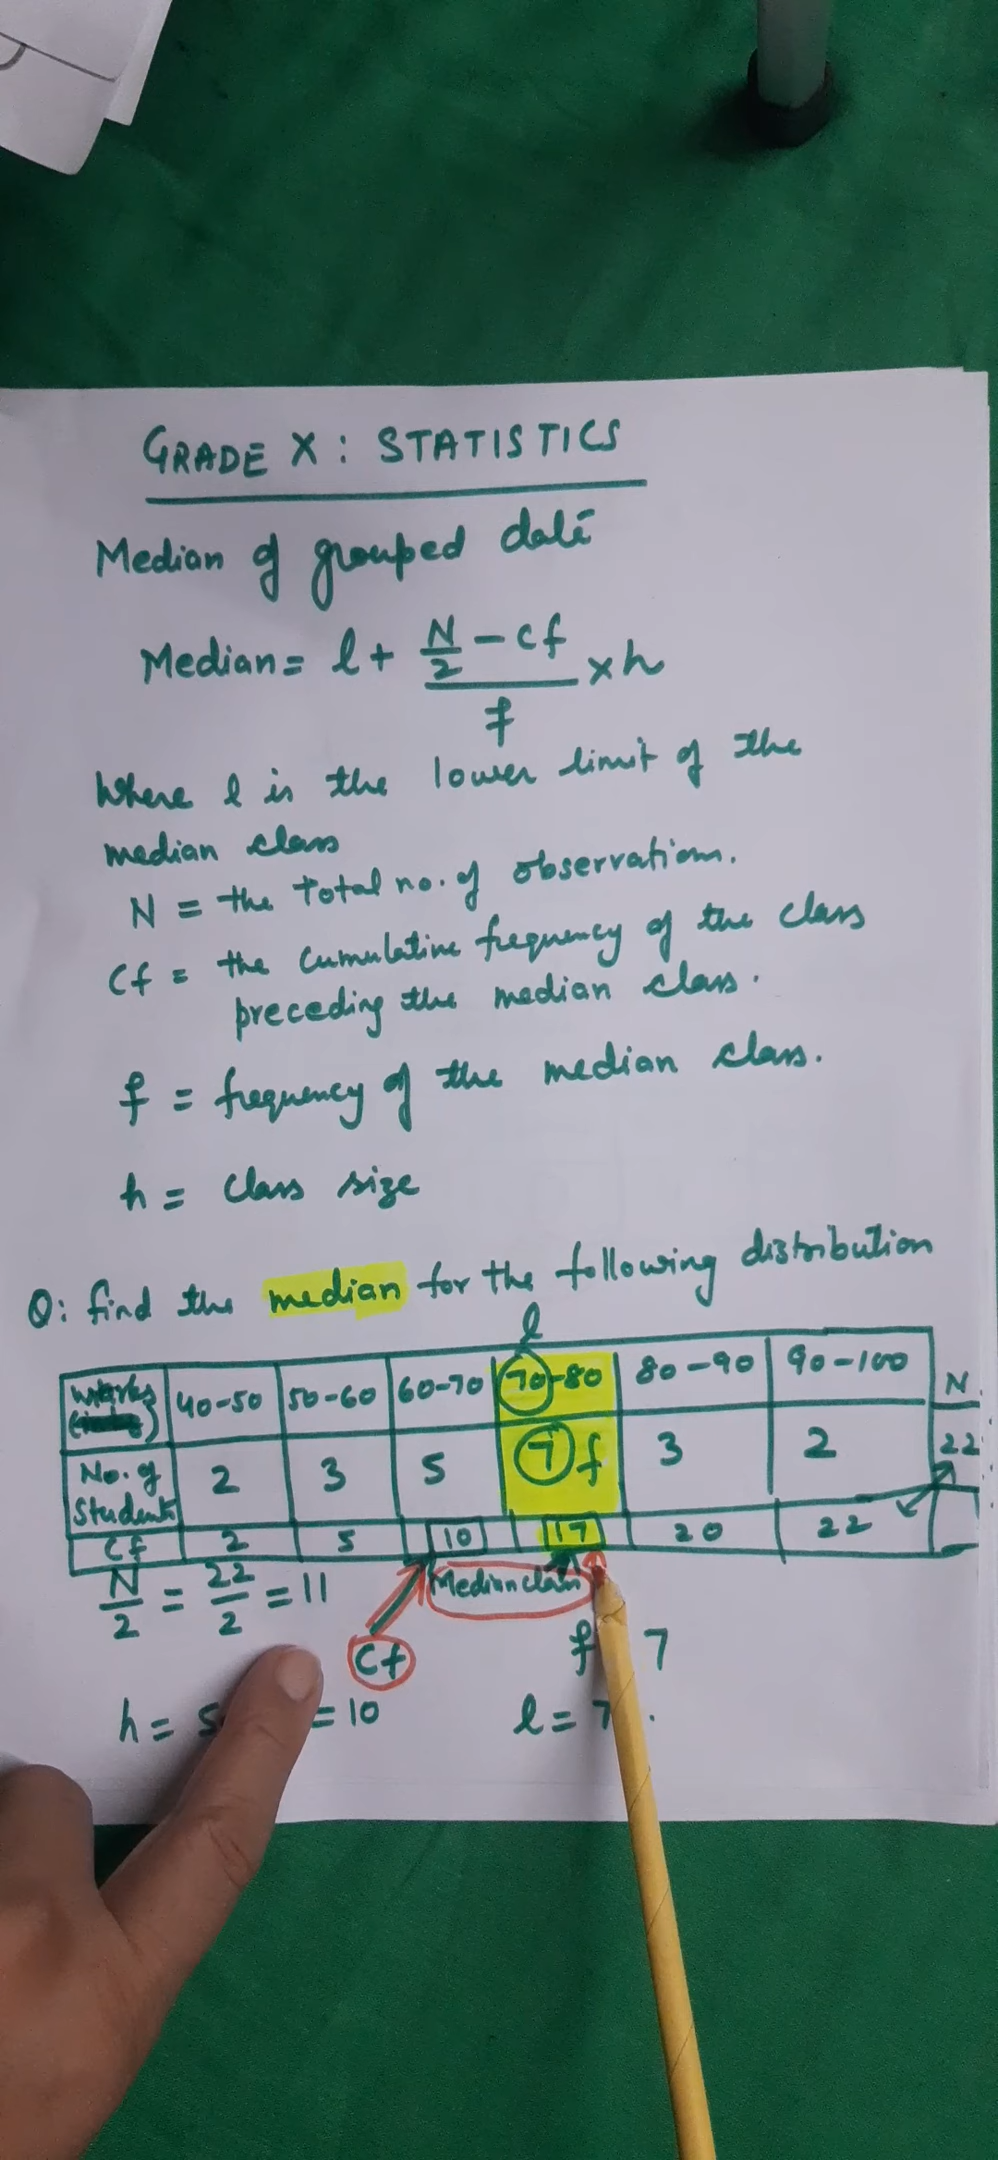 GRADE X: STATISTICS
Median of grouped data
Median = l + N/2 - cf / f x h
Where l is the lower limit of the
median class
N = the total no. of observations.
Cf = the cumulative frequency of the class
preceding the median class.
f = frequency of the median class.
h = class size
Q: find the median for the following distribution
l
Marks 40-50 50-60 60-70 70-80 80-90 90-100 N
No. of Students 2 3 5 7 f 3 2 22
Cf 2 5 10 17 20 22
N/2 = 22/2 = 11 Median class
Cf f 7
h = 5 = 10 l = 7